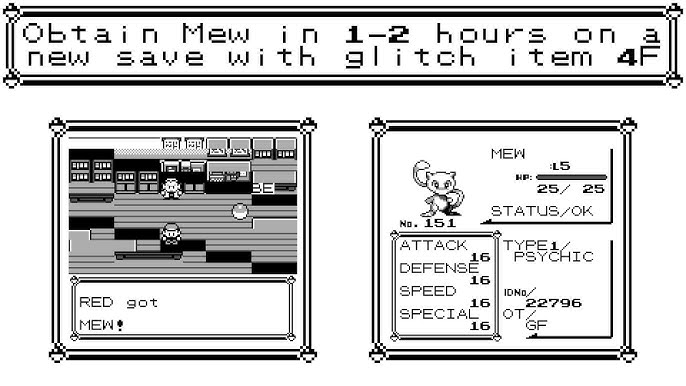 Obtain Mew in 1-2 hours on a
new save with glitch item 4F
BE
RED got
MEW!
MEW
:L5
HP:
25/ 25
STATUS/OK
No.151
ATTACK
16
DEFENSE
16
SPEED
16
SPECIAL
16
TYPE1/
PSYCHIC
IDNo/
22796
OT/
GF